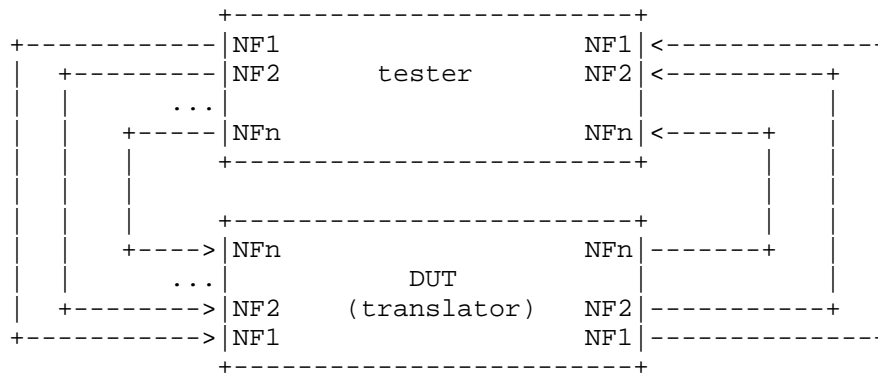 NF1 NF1
NF2 tester NF2
...
NFn NFn
NFn NFn
... DUT
NF2 (translator) NF2
NF1 NF1